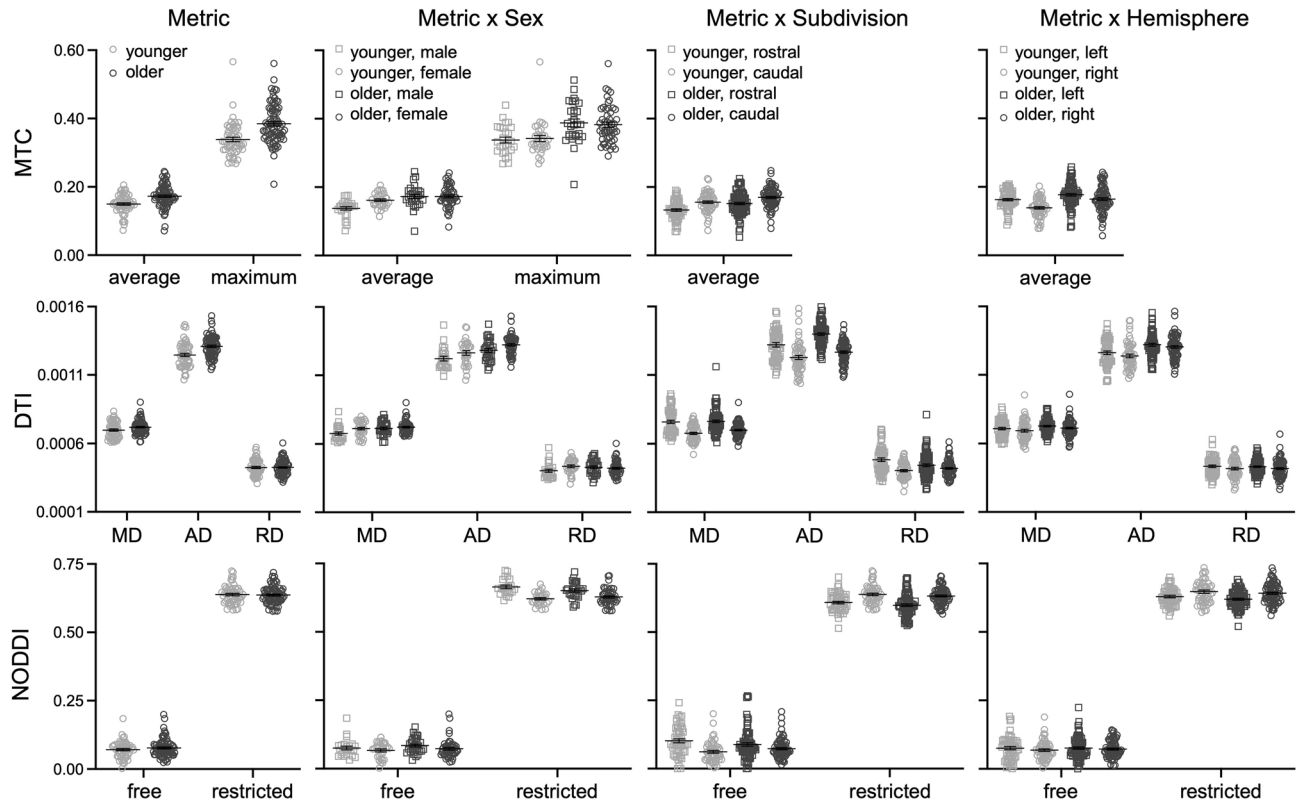 Metric
Metric x Sex
Metric x Subdivision
Metric x Hemisphere
MTC
0.60
0.40
0.20
0.00
younger
older
younger, male
younger, female
older, male
older, female
younger, rostral
younger, caudal
older, rostral
older, caudal
younger, left
younger, right
older, left
older, right
average maximum
average maximum
average
average
DTI
0.0016
0.0011
0.0006
0.0001
MD AD RD
MD AD RD
MD AD RD
MD AD RD
NODDI
0.75
0.50
0.25
0.00
free restricted
free restricted
free restricted
free restricted